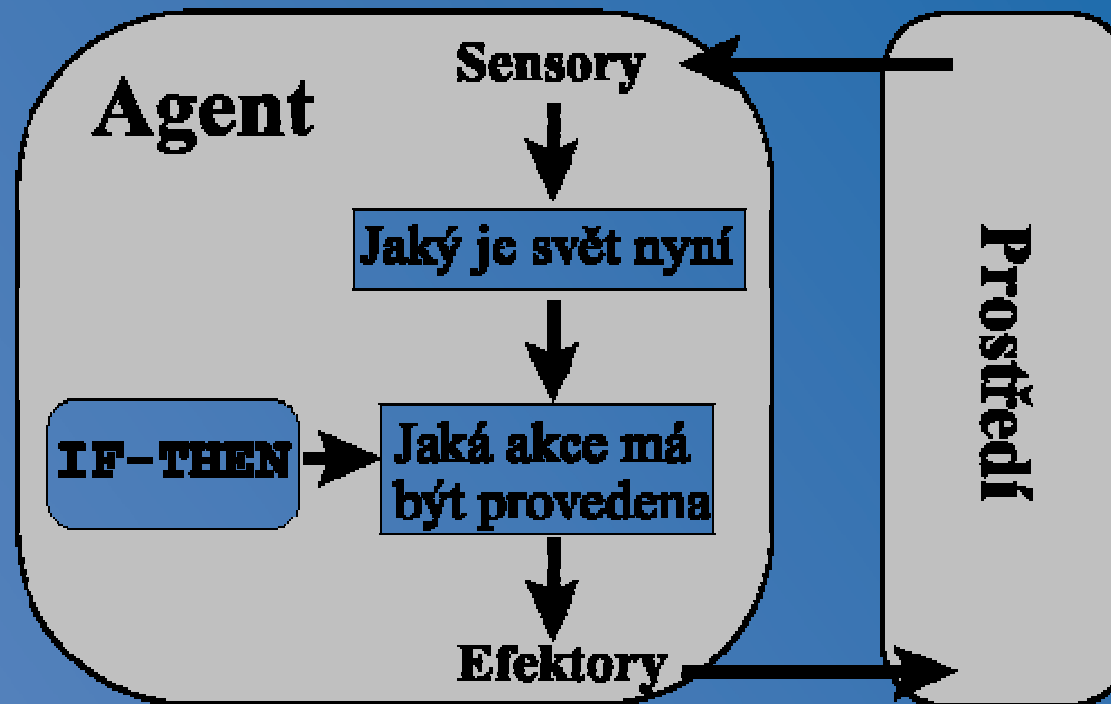 Sensory
Agent
Jaký je svět nyní
IF-THEN
Jaká akce má
být provedena
Efektory
Prostředí